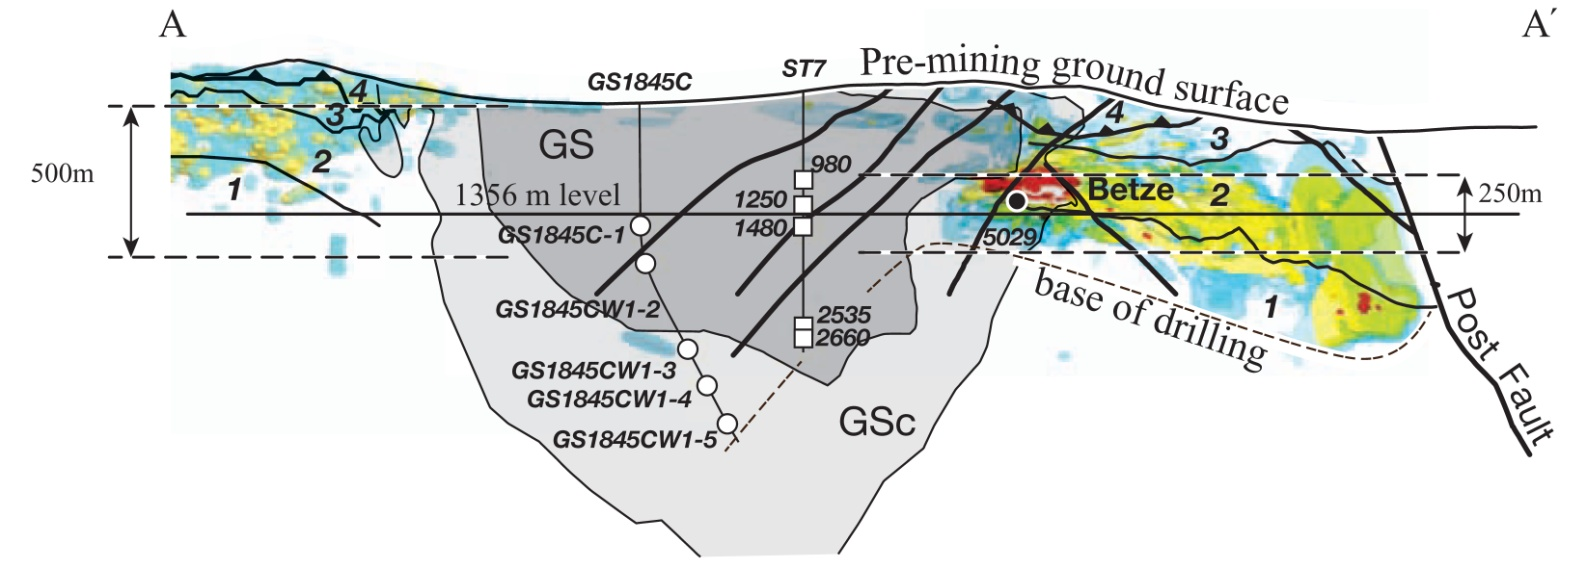 A
A´
Pre-mining ground surface
GS1845C
ST7
4
3
2
1
500m
GS
1356 m level
980
1250
1480
GS1845C-1
GS1845CW1-2
2535
2660
GS1845CW1-3
GS1845CW1-4
GS1845CW1-5
GSc
4
3
Betze
2
250m
5029
1
base of drilling
Post Fault